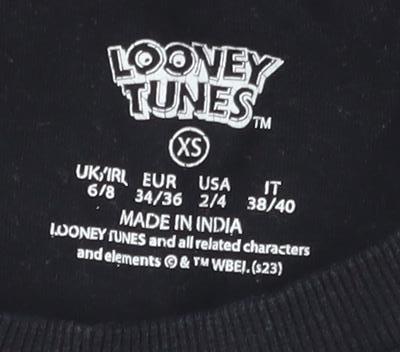 LOONEY
TUNES™
XS
UK/IRL EUR USA IT
6/8 34/36 2/4 38/40
MADE IN INDIA
LOONEY TUNES and all related characters
and elements © & ™ WBEI. (s23)